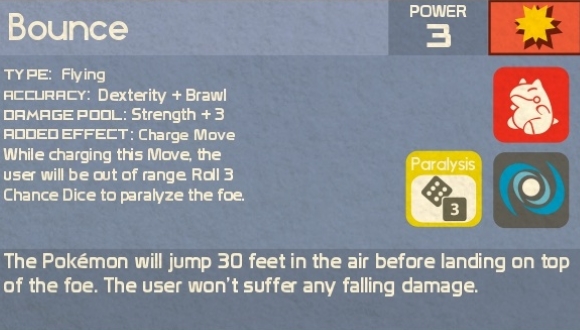 Bounce
POWER
3
TYPE: Flying
ACCURACY: Dexterity + Brawl
DAMAGE POOL: Strength + 3
ADDED EFFECT: Charge Move
While charging this Move, the
user will be out of range. Roll 3
Chance Dice to paralyze the foe.
Paralysis
3
The Pokémon will jump 30 feet in the air before landing on top
of the foe. The user won't suffer any falling damage.